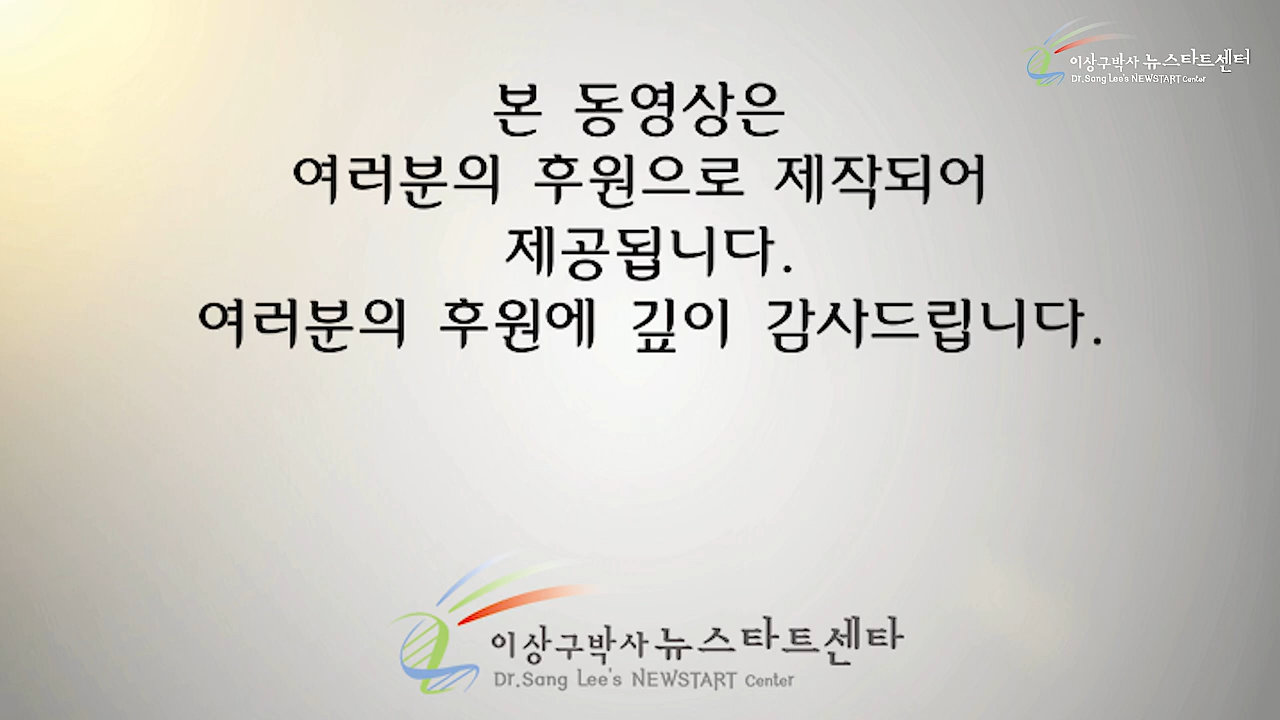 이상구박사 뉴스타트센터
Dr.Sang Lee's NEWSTART Center
본 동영상은
여러분의 후원으로 제작되어
제공됩니다.
여러분의 후원에 깊이 감사드립니다.
이상구박사 뉴스타트센타
Dr.Sang Lee's NEWSTART Center